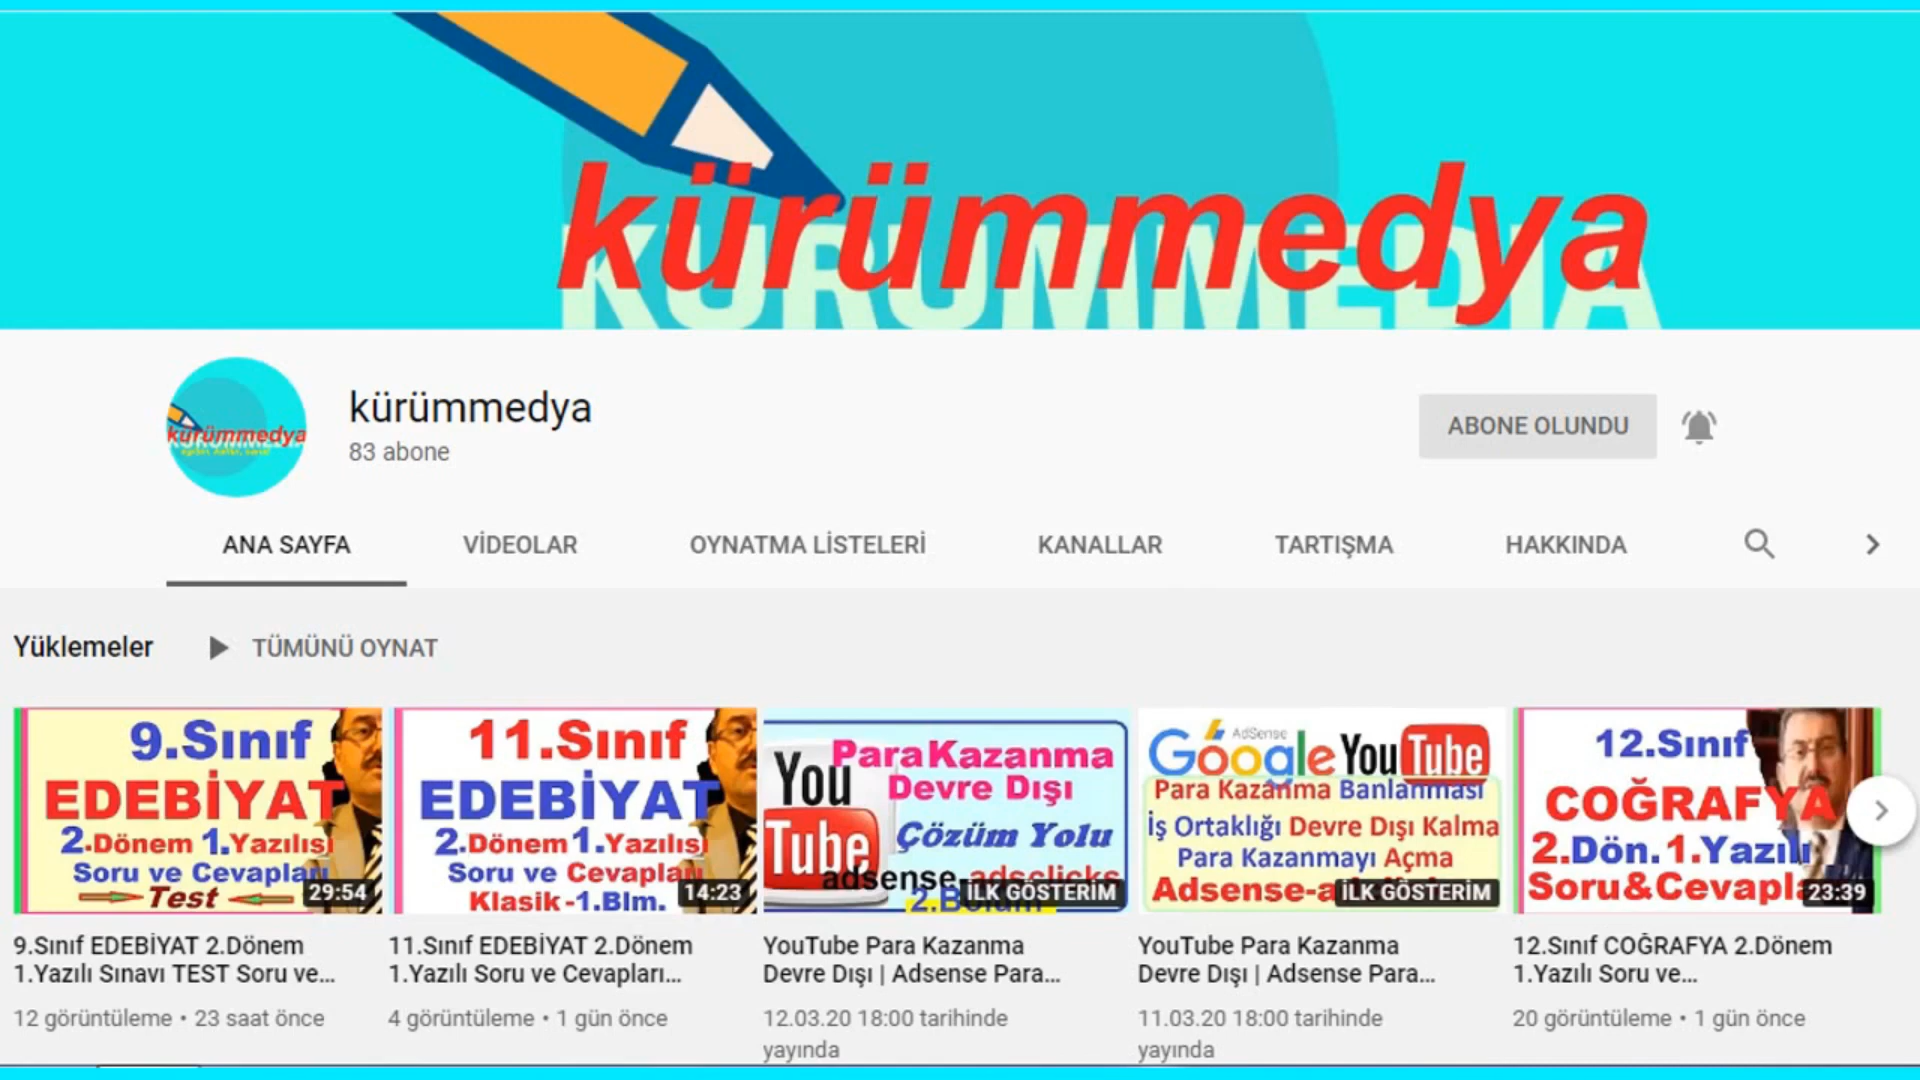 kürümmedya
KURUMMEDIA
kürümmedya
kürümmedya
83 abone
ABONE OLUNDU
ANA SAYFA
VİDEOLAR
OYNATMA LİSTELERİ
KANALLAR
TARTIŞMA
HAKKINDA
Yüklemeler
TÜMÜNÜ OYNAT
9.Sınıf
EDEBİYAT
2.Dönem 1.Yazılısı
Soru ve Cevapları
Test
29:54
11.Sınıf
EDEBİYAT
2.Dönem 1.Yazılısı
Soru ve Cevapları
Klasik-1.Blm.
14:23
You
Tube
Para Kazanma
Devre Dışı
Çözüm Yolu
adsense
adsclicks
2.Bölüm
İLK GÖSTERİM
AdSense
Google YouTube
Para Kazanma Banlanması
İş Ortaklığı Devre Dışı Kalma
Para Kazanmayı Açma
Adsense-a
İLK GÖSTERİM
12.Sınıf
COĞRAFYA
2.Dön.1.Yazılı
Soru&Cevapla
23:39
9.Sınıf EDEBİYAT 2.Dönem
1.Yazılı Sınavı TEST Soru ve...
12 görüntüleme • 23 saat önce
11.Sınıf EDEBİYAT 2.Dönem
1.Yazılı Soru ve Cevapları...
4 görüntüleme • 1 gün önce
YouTube Para Kazanma
Devre Dışı | Adsense Para...
12.03.20 18:00 tarihinde
yayında
YouTube Para Kazanma
Devre Dışı | Adsense Para...
11.03.20 18:00 tarihinde
yayında
12.Sınıf COĞRAFYA 2.Dönem
1.Yazılı Soru ve...
20 görüntüleme • 1 gün önce